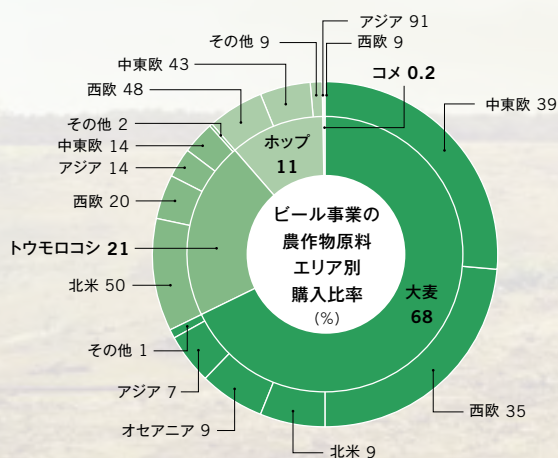 ビール事業の
農作物原料
エリア別
購入比率
(%)
大麦
68
中東欧 39
西欧 35
北米 9
オセアニア 9
アジア 7
その他 1
トウモロコシ 21
北米 50
西欧 20
アジア 14
中東欧 14
その他 2
ホップ
11
西欧 48
中東欧 43
その他 9
コメ 0.2
アジア 91
西欧 9